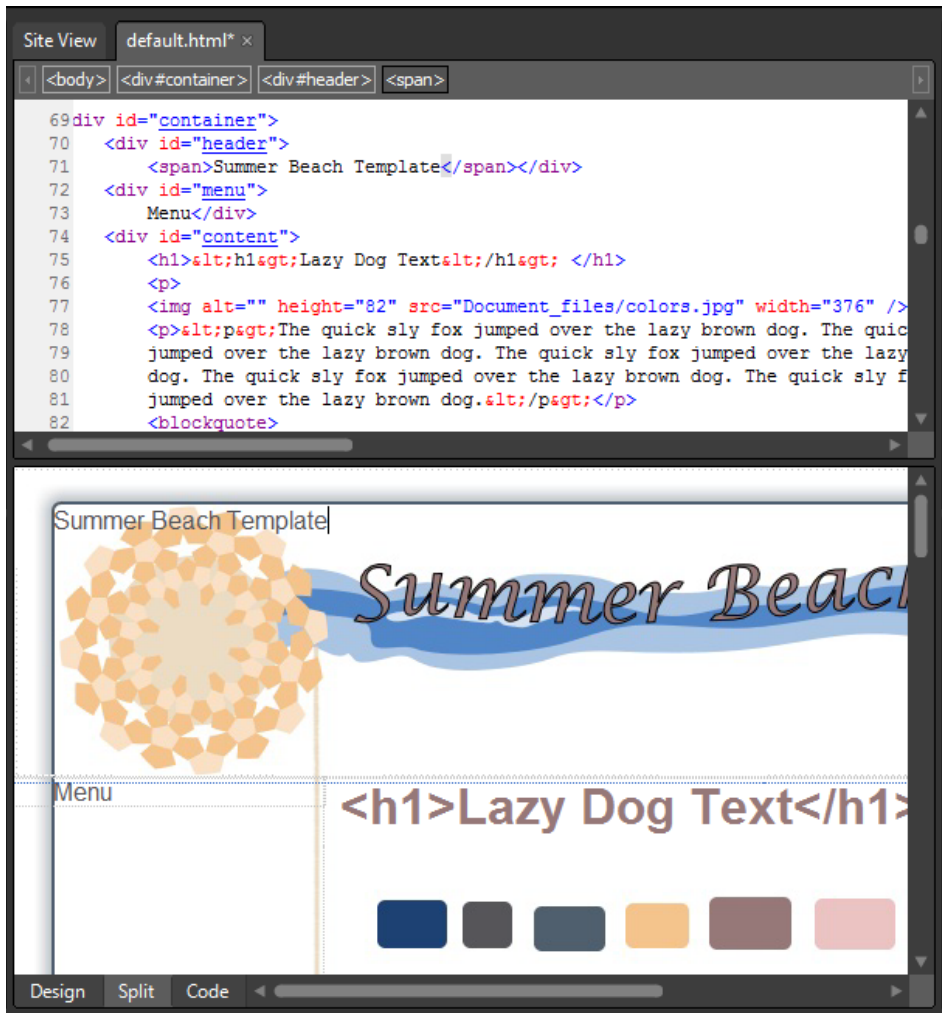 Site View default.html* ×
<body> <div#container> <div#header> <span>
69 div id="container">
70 <div id="header">
71 <span>Summer Beach Template</span></div>
72 <div id="menu">
73 Menu</div>
74 <div id="content">
75 <h1>&lt;h1&gt;Lazy Dog Text&lt;/h1&gt; </h1>
76 <p>
77 <img alt="" height="82" src="Document_files/colors.jpg" width="376" />
78 <p>&lt;p&gt;The quick sly fox jumped over the lazy brown dog. The quic
79 jumped over the lazy brown dog. The quick sly fox jumped over the lazy
80 dog. The quick sly fox jumped over the lazy brown dog. The quick sly f
81 jumped over the lazy brown dog.&lt;/p&gt;</p>
82 <blockquote>
Summer Beach Template
Summer Beach
Menu
<h1>Lazy Dog Text</h1>
Design Split Code